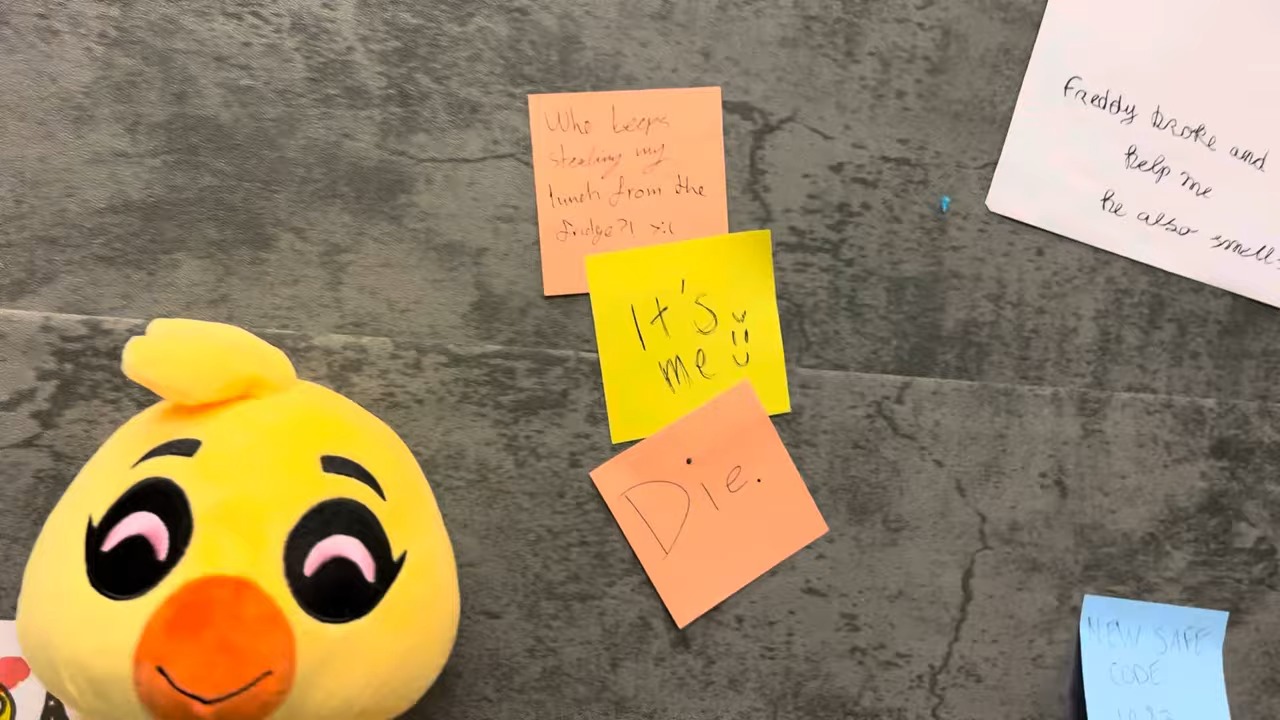 Who keeps
stealing my
lunch from the
fridge?! >:(
It's
me :)
Die.
Freddy broke and
help me
he also smell
NEW SAFE
CODE